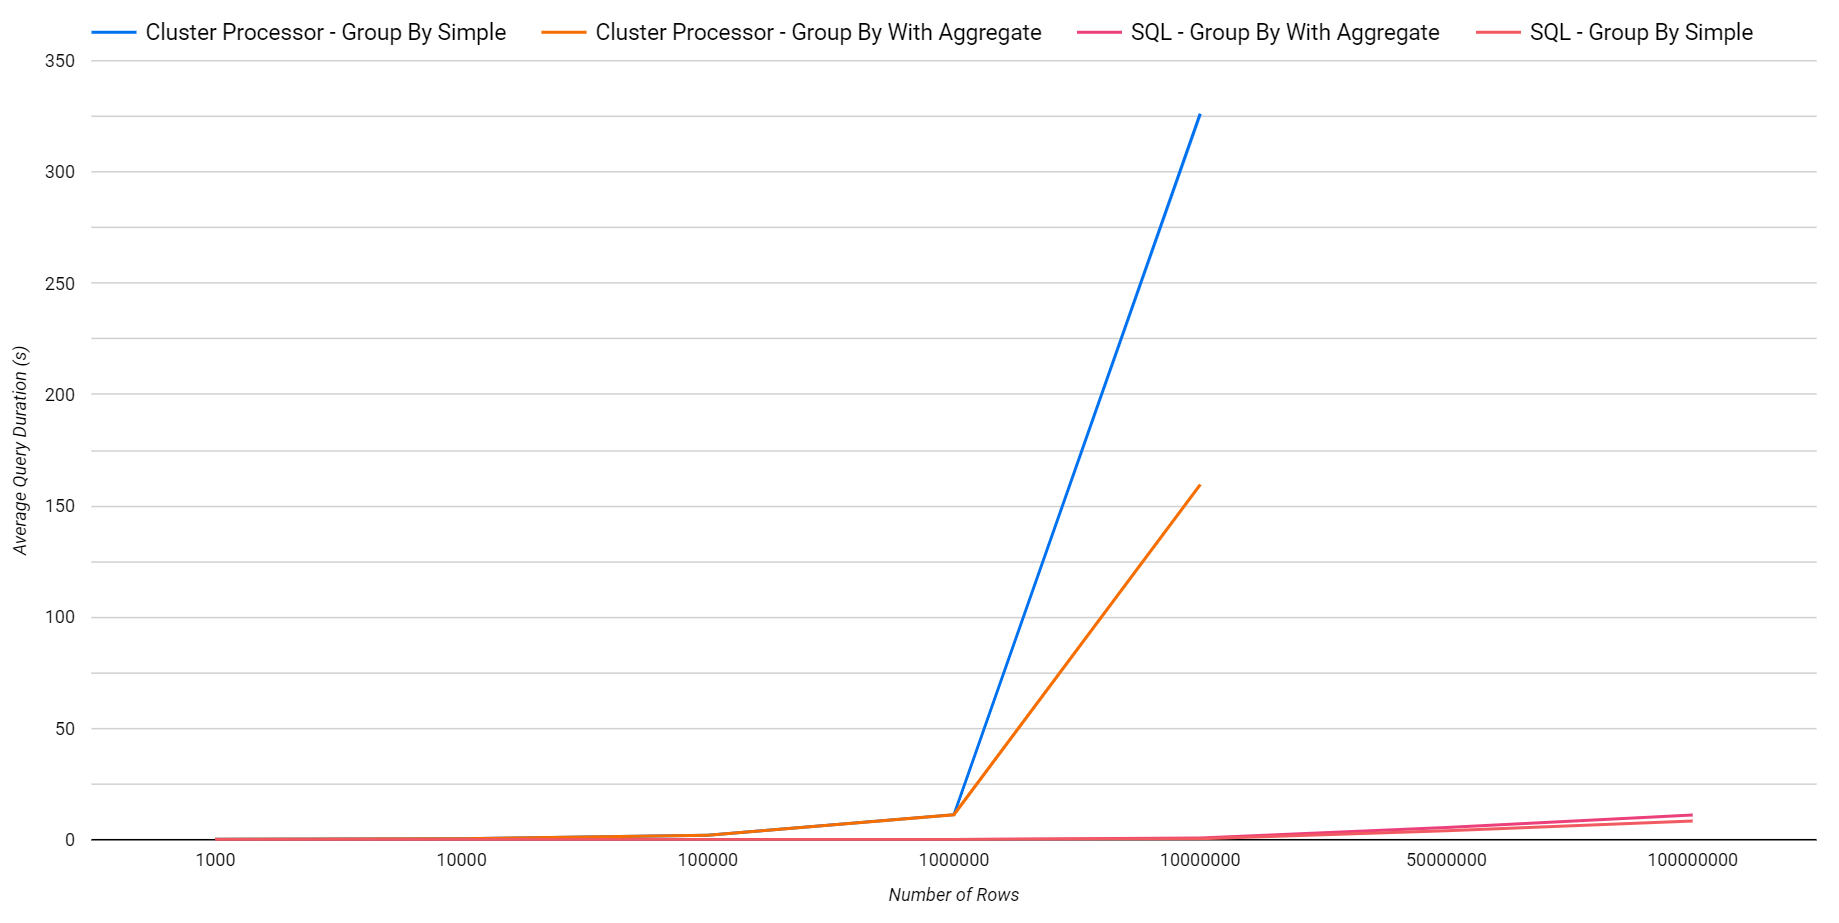 Cluster Processor - Group By Simple
Cluster Processor - Group By With Aggregate
SQL - Group By With Aggregate
SQL - Group By Simple
350
300
250
200
150
100
50
0
Average Query Duration (s)
1000
10000
100000
1000000
10000000
50000000
100000000
Number of Rows